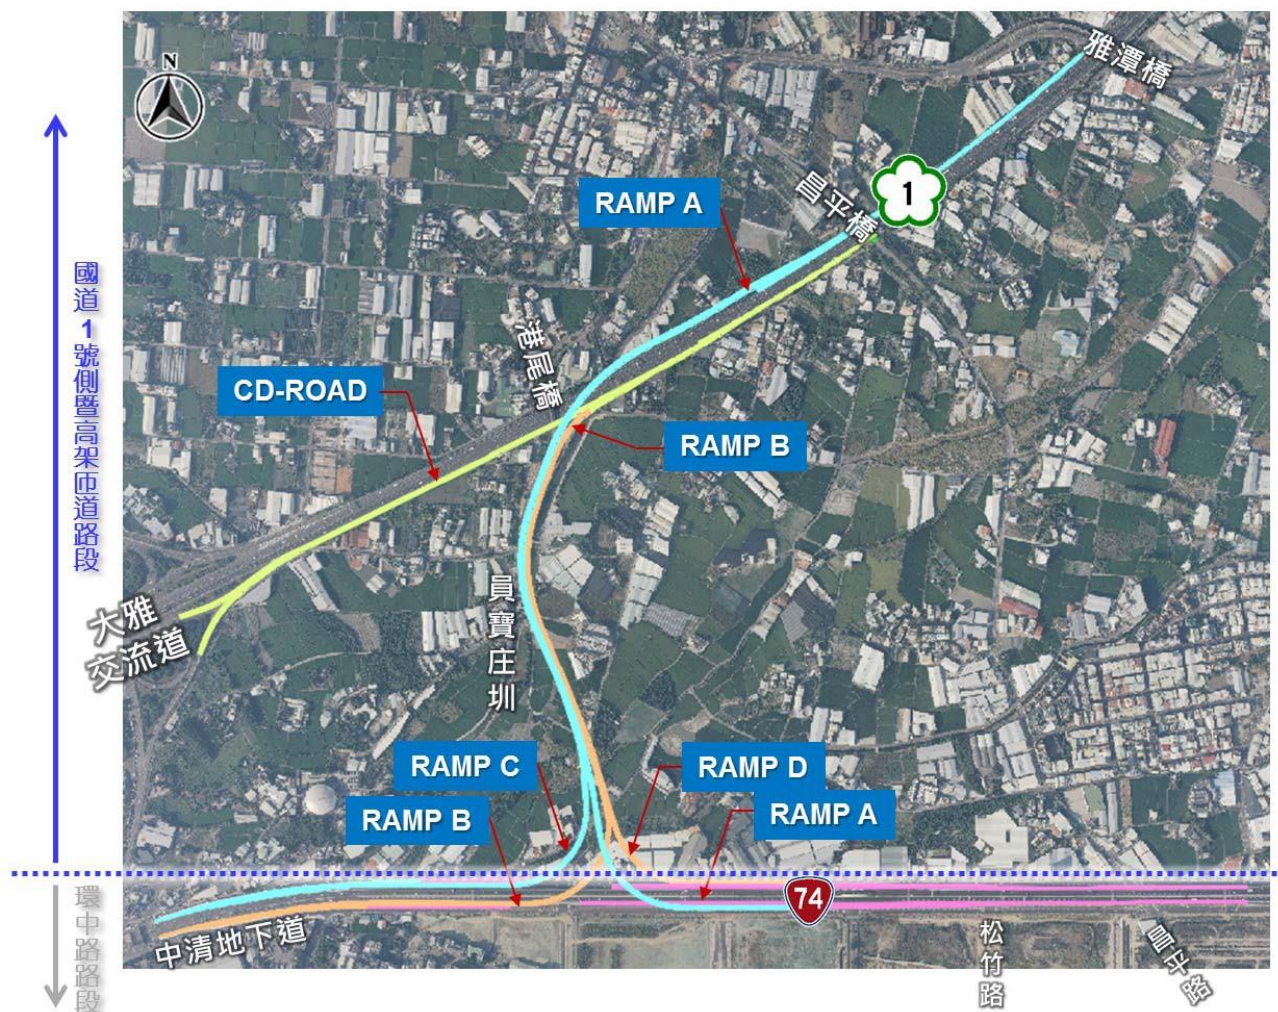 N
雅潭橋
1
RAMP A
昌平橋
國道1號側暨高架匝道路段
港尾橋
CD-ROAD
RAMP B
員寶庄圳
大雅
交流道
RAMP C
RAMP D
RAMP B
RAMP A
74
環中路路段
中清地下道
松竹路
昌平路